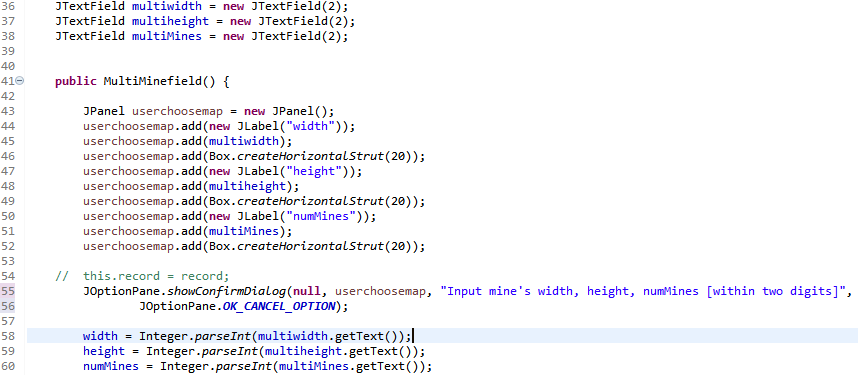 36 JTextField multiwidth = new JTextField(2);
37 JTextField multiheight = new JTextField(2);
38 JTextField multiMines = new JTextField(2);
39
40
41 public MultiMinefield() {
42
43 JPanel userchoosemap = new JPanel();
44 userchoosemap.add(new JLabel("width"));
45 userchoosemap.add(multiwidth);
46 userchoosemap.add(Box.createHorizontalStrut(20));
47 userchoosemap.add(new JLabel("height"));
48 userchoosemap.add(multiheight);
49 userchoosemap.add(Box.createHorizontalStrut(20));
50 userchoosemap.add(new JLabel("numMines"));
51 userchoosemap.add(multiMines);
52 userchoosemap.add(Box.createHorizontalStrut(20));
53
54 // this.record = record;
55 JOptionPane.showConfirmDialog(null, userchoosemap, "Input mine's width, height, numMines [within two digits]",
56 JOptionPane.OK_CANCEL_OPTION);
57
58 width = Integer.parseInt(multiwidth.getText());
59 height = Integer.parseInt(multiheight.getText());
60 numMines = Integer.parseInt(multiMines.getText());